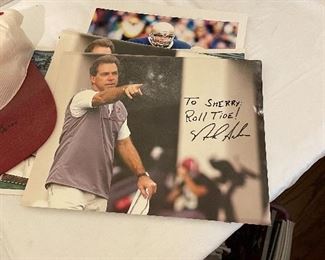 To SHERRY,
ROLL TIDE!